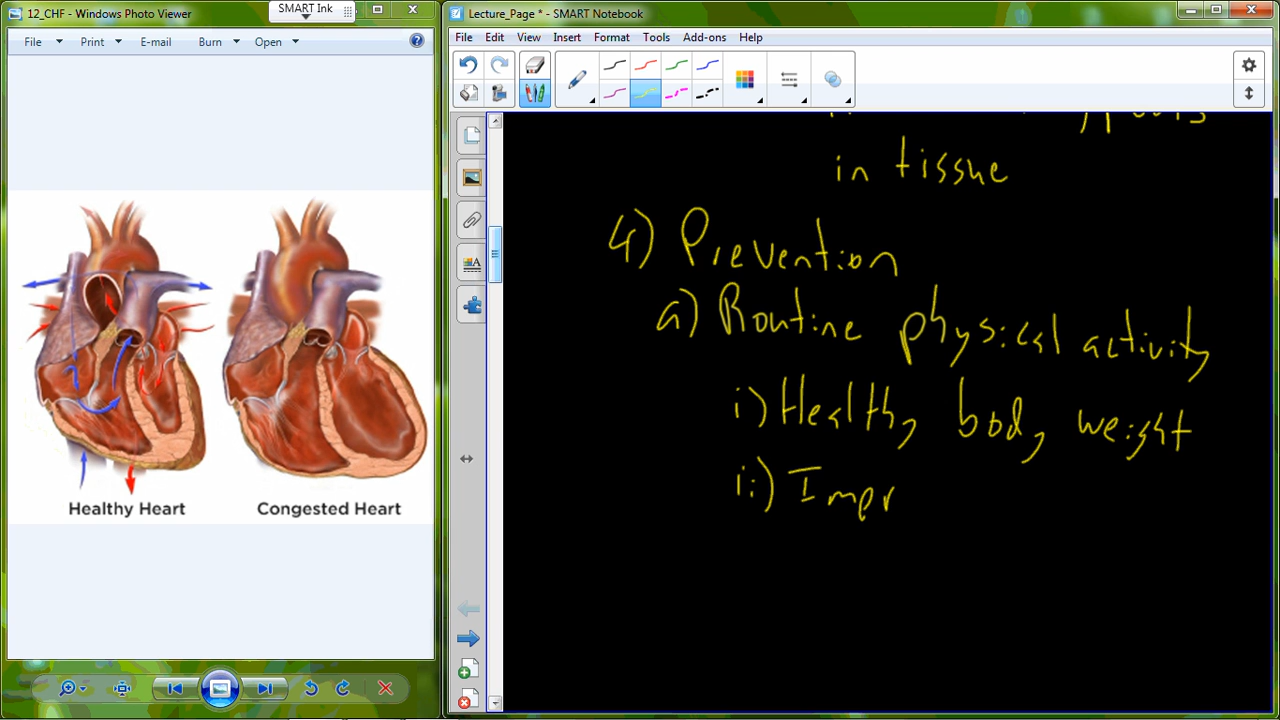 12_CHF - Windows Photo Viewer
SMART Ink
File Print E-mail Burn Open
Healthy Heart Congested Heart
Lecture_Page * - SMART Notebook
File Edit View Insert Format Tools Add-ons Help
in tissue
4) Prevention
a) Routine physical activity
i) Healthy body weight
ii) Impr